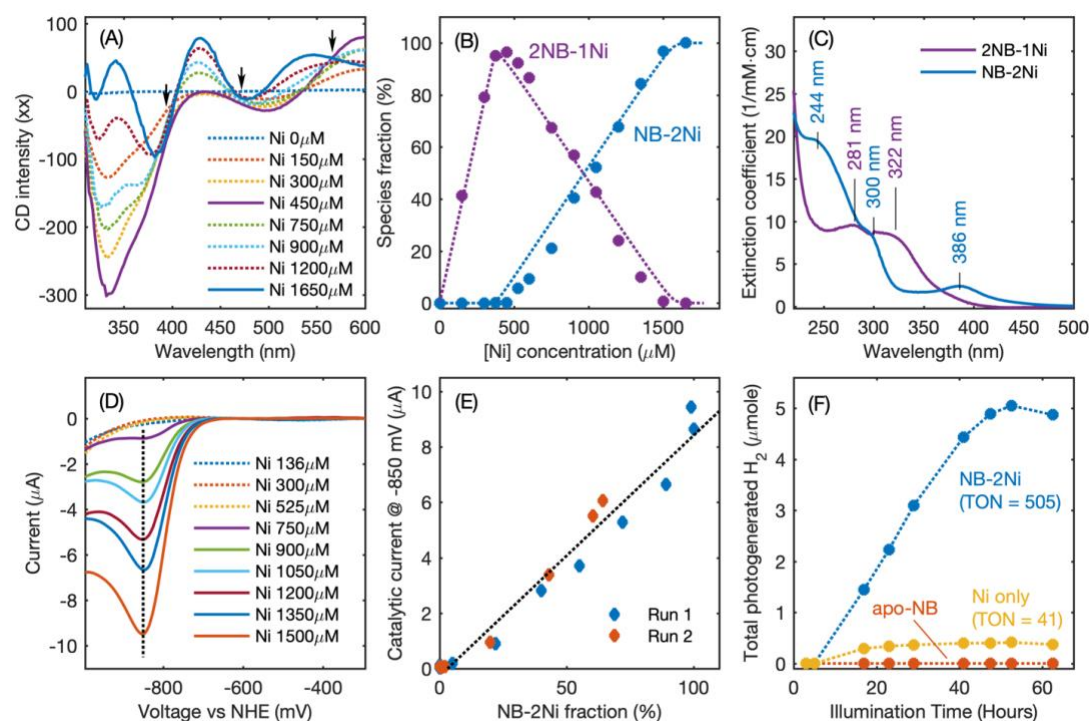 (A)
CD intensity (xx)
100
0
-100
-200
-300
Ni 0μM
Ni 150μM
Ni 300μM
Ni 450μM
Ni 750μM
Ni 900μM
Ni 1200μM
Ni 1650μM
350 400 450 500 550 600
Wavelength (nm)
(B)
Species fraction (%)
100
80
60
40
20
0
2NB-1Ni
NB-2Ni
0 500 1000 1500
[Ni] concentration (μM)
(C)
Extinction coefficient (1/mM·cm)
30
25
20
15
10
5
0
2NB-1Ni
NB-2Ni
244 nm
281 nm
300 nm
322 nm
386 nm
250 300 350 400 450 500
Wavelength (nm)
(D)
Current (μA)
0
-2
-4
-6
-8
-10
Ni 136μM
Ni 300μM
Ni 525μM
Ni 750μM
Ni 900μM
Ni 1050μM
Ni 1200μM
Ni 1350μM
Ni 1500μM
-800 -600 -400
Voltage vs NHE (mV)
(E)
Catalytic current @ -850 mV (μA)
10
8
6
4
2
0
Run 1
Run 2
0 50 100
NB-2Ni fraction (%)
(F)
Total photogenerated H2 (μmole)
5
4
3
2
1
0
NB-2Ni
(TON = 505)
apo-NB
Ni only
(TON = 41)
0 20 40 60
Illumination Time (Hours)